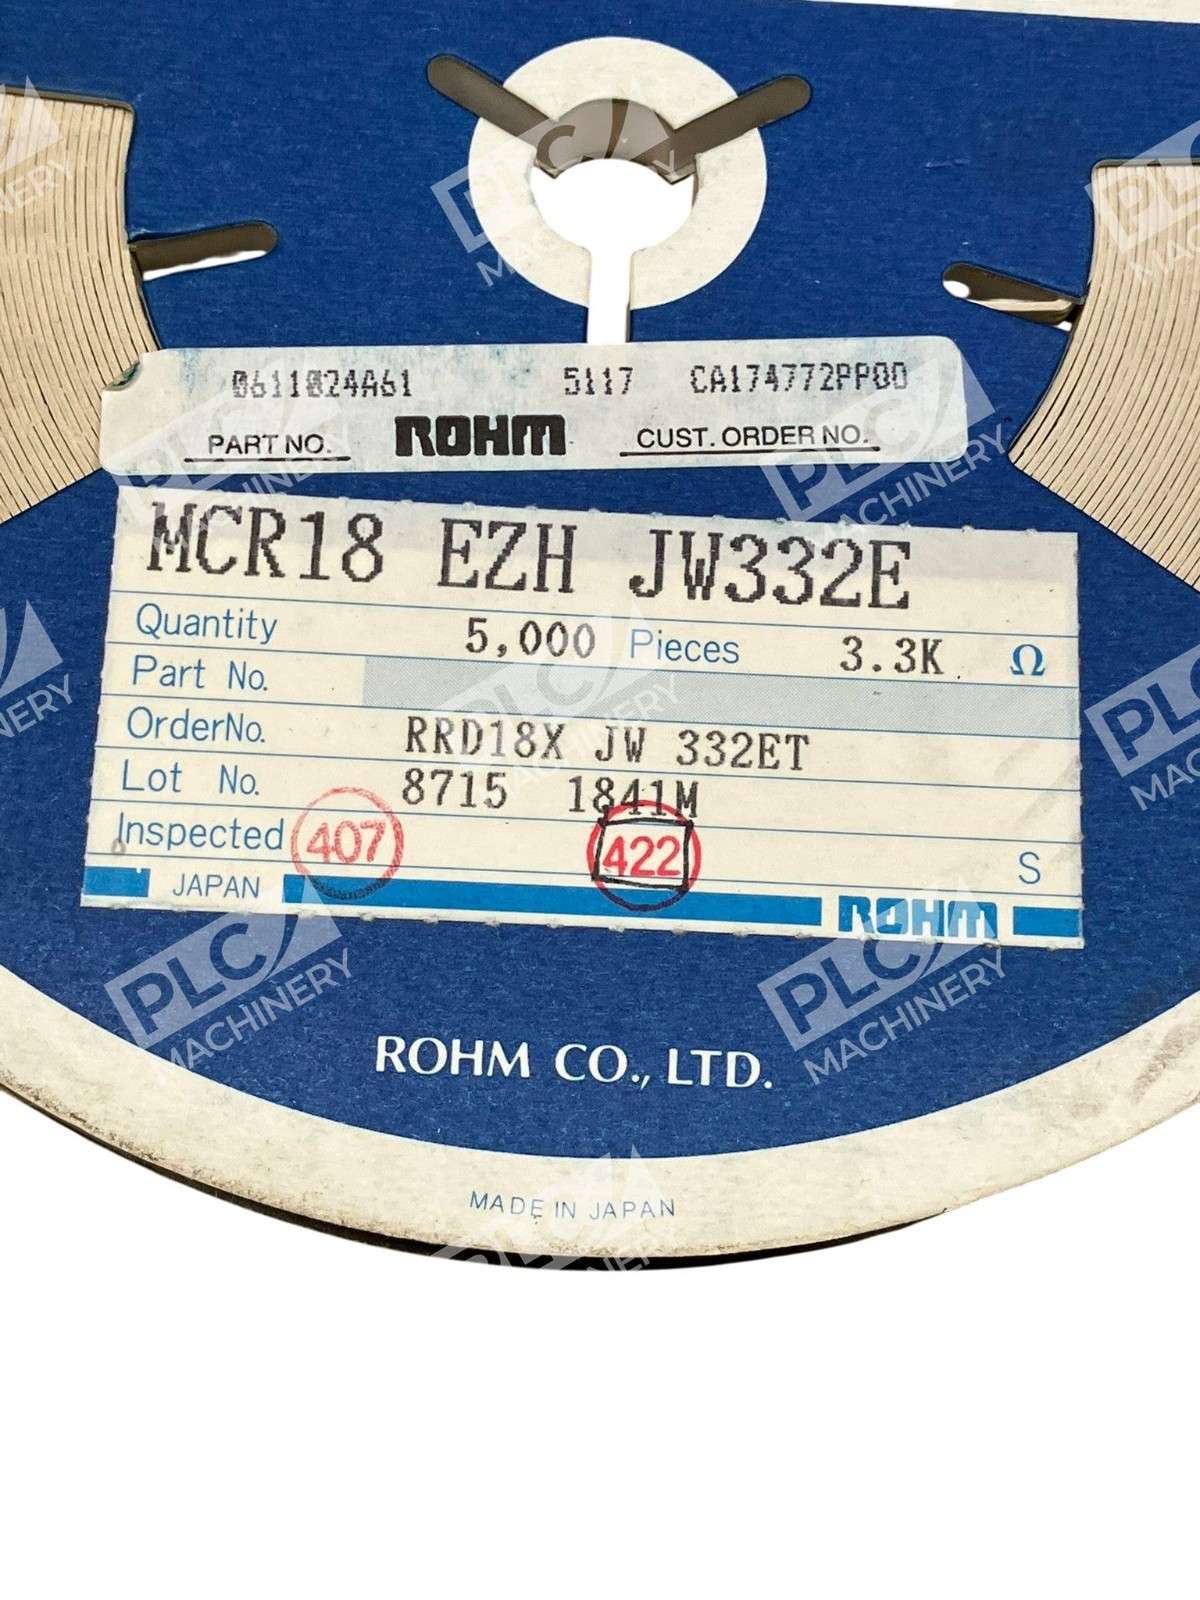 0611024A61 5117 CA174772PP00
PART NO. ROHM CUST. ORDER NO.
MCR18 EZH JW332E
Quantity 5,000 Pieces 3.3K Ω
Part No.
OrderNo. RRD18X JW 332ET
Lot No. 8715 1841M
Inspected 407 422 S
JAPAN ROHM
ROHM CO., LTD.
MADE IN JAPAN
PLC MACHINERY